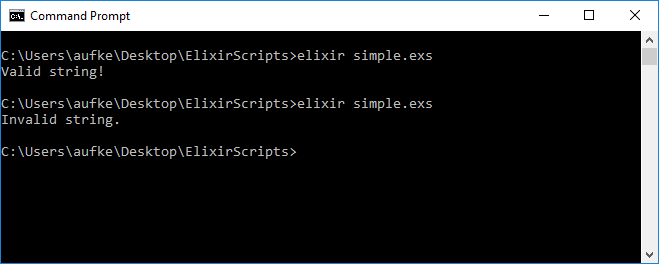 Command Prompt
C:\Users\aufke\Desktop\ElixirScripts>elixir simple.exs
Valid string!
C:\Users\aufke\Desktop\ElixirScripts>elixir simple.exs
Invalid string.
C:\Users\aufke\Desktop\ElixirScripts>